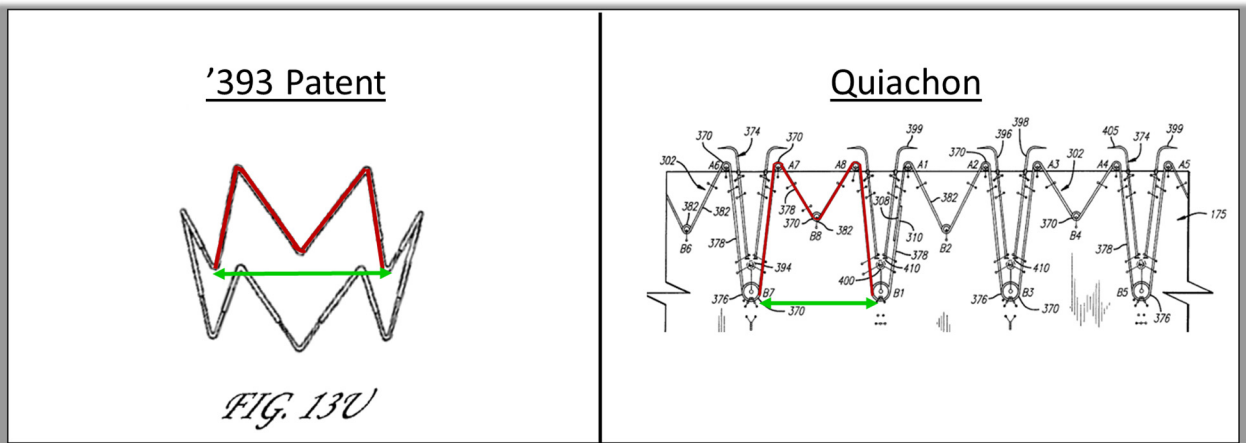 ’393 Patent
FIG. 13U
Quiachon
370 374 370 399 370 396 398 405 374 399
302 A6 A7 A8 A1 A2 A3 302 A4 A5
382 382 378 370 382 308 382 370 175
B6 B8 310 B2 B4
378 378 378
394 400 410 410
376 B7 B1 376 B3 B5
370 370 376